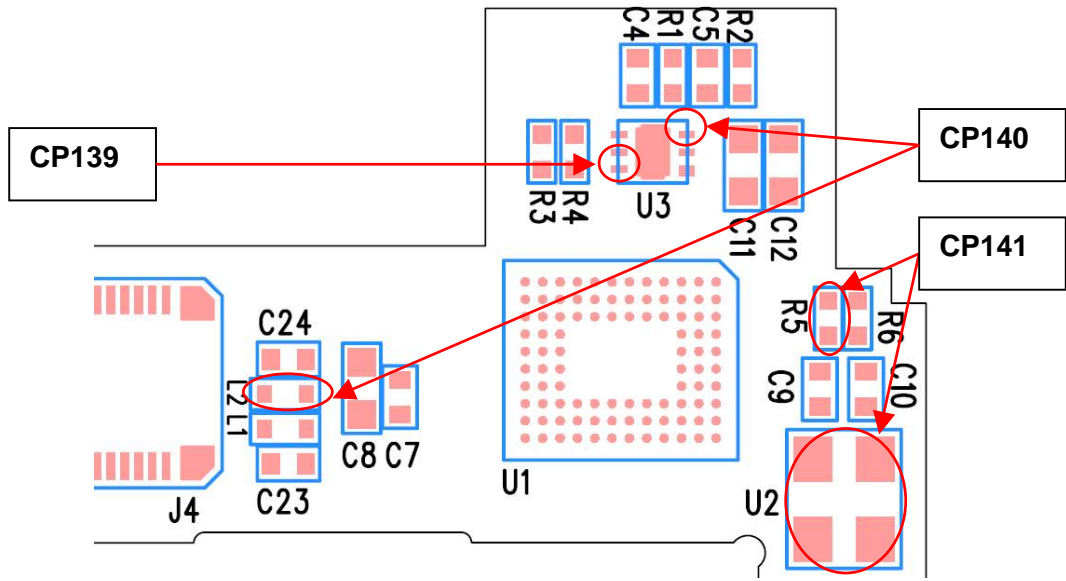 C4 R1 C5 R2
CP139
CP140
R3 R4 U3 C11 C12
CP141
C24
L2
L1
C23
J4
C8 C7
U1
R5 R6
C9 C10
U2